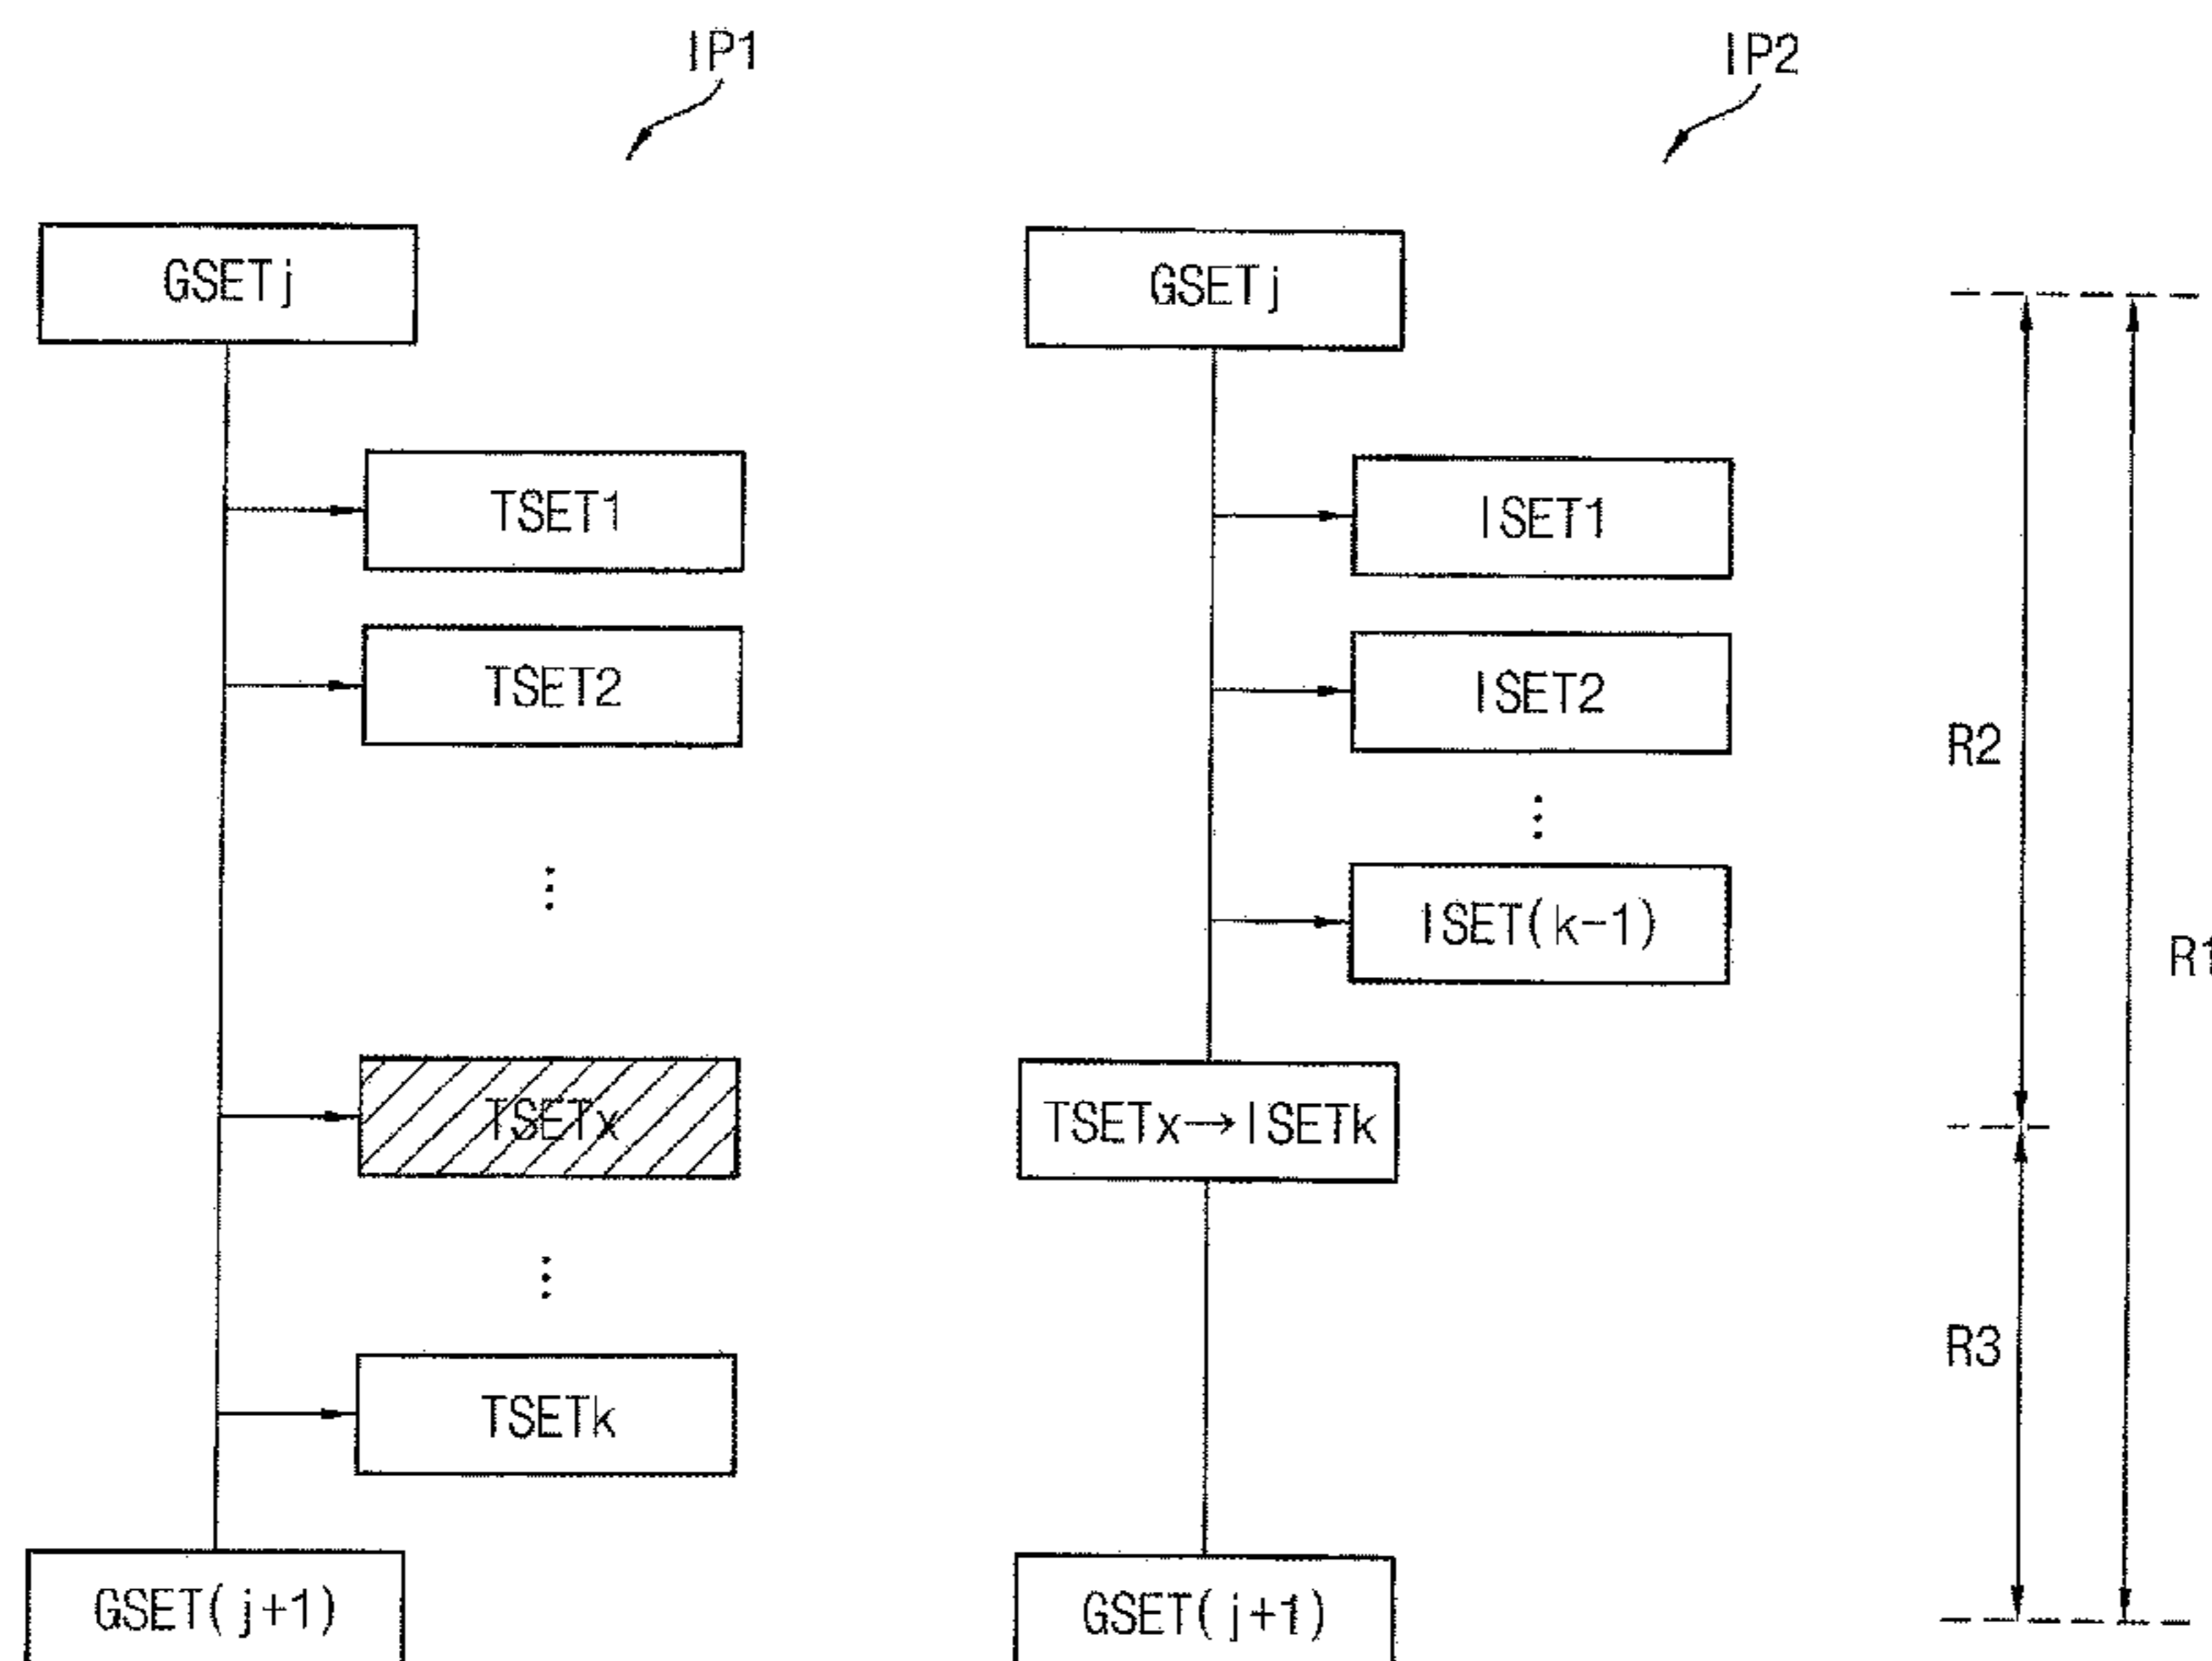 IP1
IP2
GSETj
GSETj
TSET1
ISET1
TSET2
ISET2
R2
ISET(k-1)
R1
TSETx
TSETx→ISETk
R3
TSETk
GSET(j+1)
GSET(j+1)